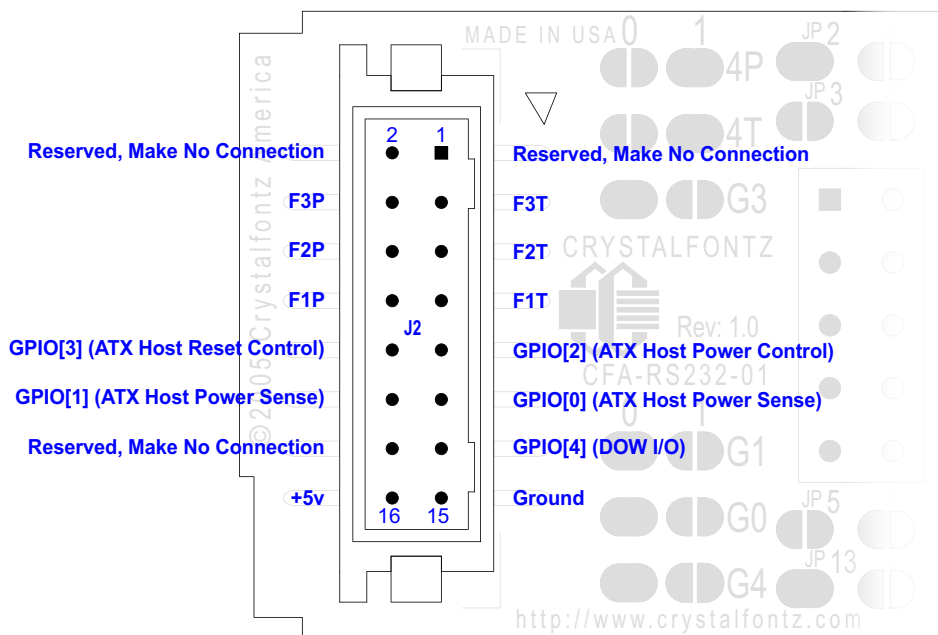 MADE IN USA 0 1 JP 2
4P
JP 3
4T
2 1
Reserved, Make No Connection
Reserved, Make No Connection
F3P
F3T
G3
F2P
F2T
CRYSTALFONTZ
F1P
F1T
J2
Rev: 1.0
GPIO[3] (ATX Host Reset Control)
GPIO[2] (ATX Host Power Control)
CFA-RS232-01
GPIO[1] (ATX Host Power Sense)
GPIO[0] (ATX Host Power Sense)
0 1
Reserved, Make No Connection
GPIO[4] (DOW I/O)
G1
+5v
Ground
16 15
JP 5
G0
JP 13
G4
http://www.crystalfontz.com
©2005 Crystalfontz America